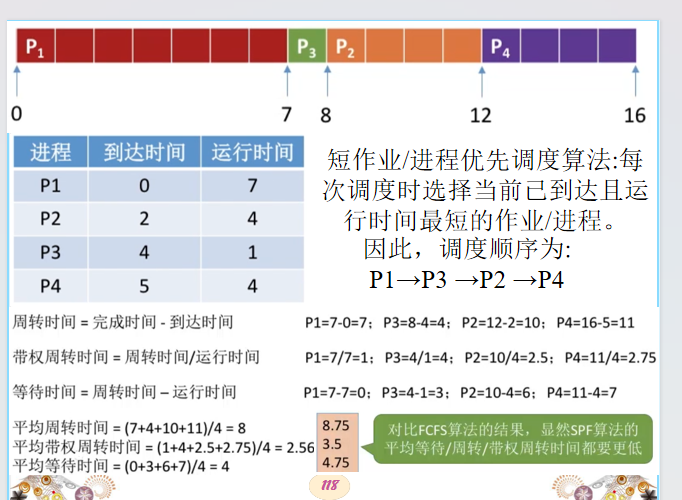 P1 P3 P2 P4
0 7 8 12 16
进程 到达时间 运行时间
P1 0 7
P2 2 4
P3 4 1
P4 5 4
短作业/进程优先调度算法:每
次调度时选择当前已到达且运
行时间最短的作业/进程。
因此，调度顺序为:
P1→P3 →P2 →P4
周转时间 = 完成时间 - 到达时间 P1=7-0=7；P3=8-4=4；P2=12-2=10；P4=16-5=11
带权周转时间 = 周转时间/运行时间 P1=7/7=1；P3=4/1=4；P2=10/4=2.5；P4=11/4=2.75
等待时间 = 周转时间 – 运行时间 P1=7-7=0；P3=4-1=3；P2=10-4=6；P4=11-4=7
平均周转时间 = (7+4+10+11)/4 = 8 8.75
平均带权周转时间 = (1+4+2.5+2.75)/4 = 2.56 3.5
平均等待时间 = (0+3+6+7)/4 = 4 4.75
对比FCFS算法的结果，显然SPF算法的
平均等待/周转/带权周转时间都要更低
118